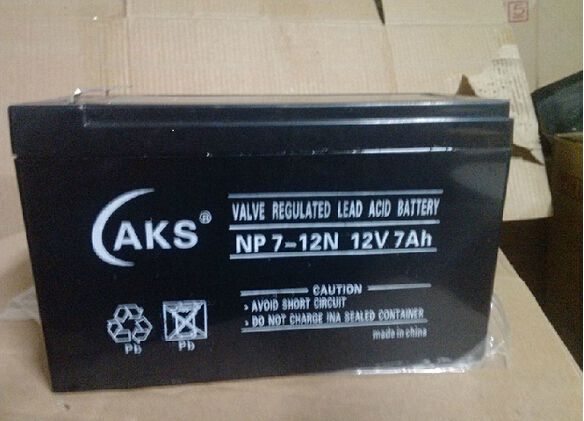 AKS®
VALVE REGULATED LEAD ACID BATTERY
NP 7-12N 12V 7Ah
CAUTION
› AVOID SHORT CIRCUIT
› DO NOT CHARGE INA SEALED CONTAINER
made in china
Pb
Pb